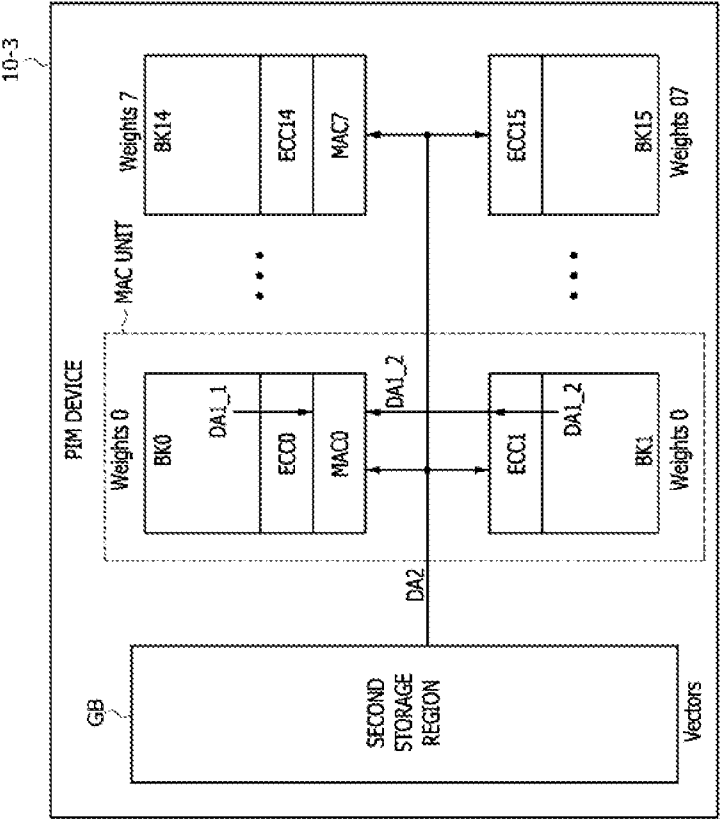 10-3
PIM DEVICE
GB
Weights 0
MAC UNIT
Weights 7
BK0
BK14
DA1_1
ECC0
ECC14
MAC0
MAC7
SECOND
STORAGE
REGION
DA2
DA1_2
ECC1
ECC15
DA1_2
BK1
BK15
Vectors
Weights 0
Weights 07